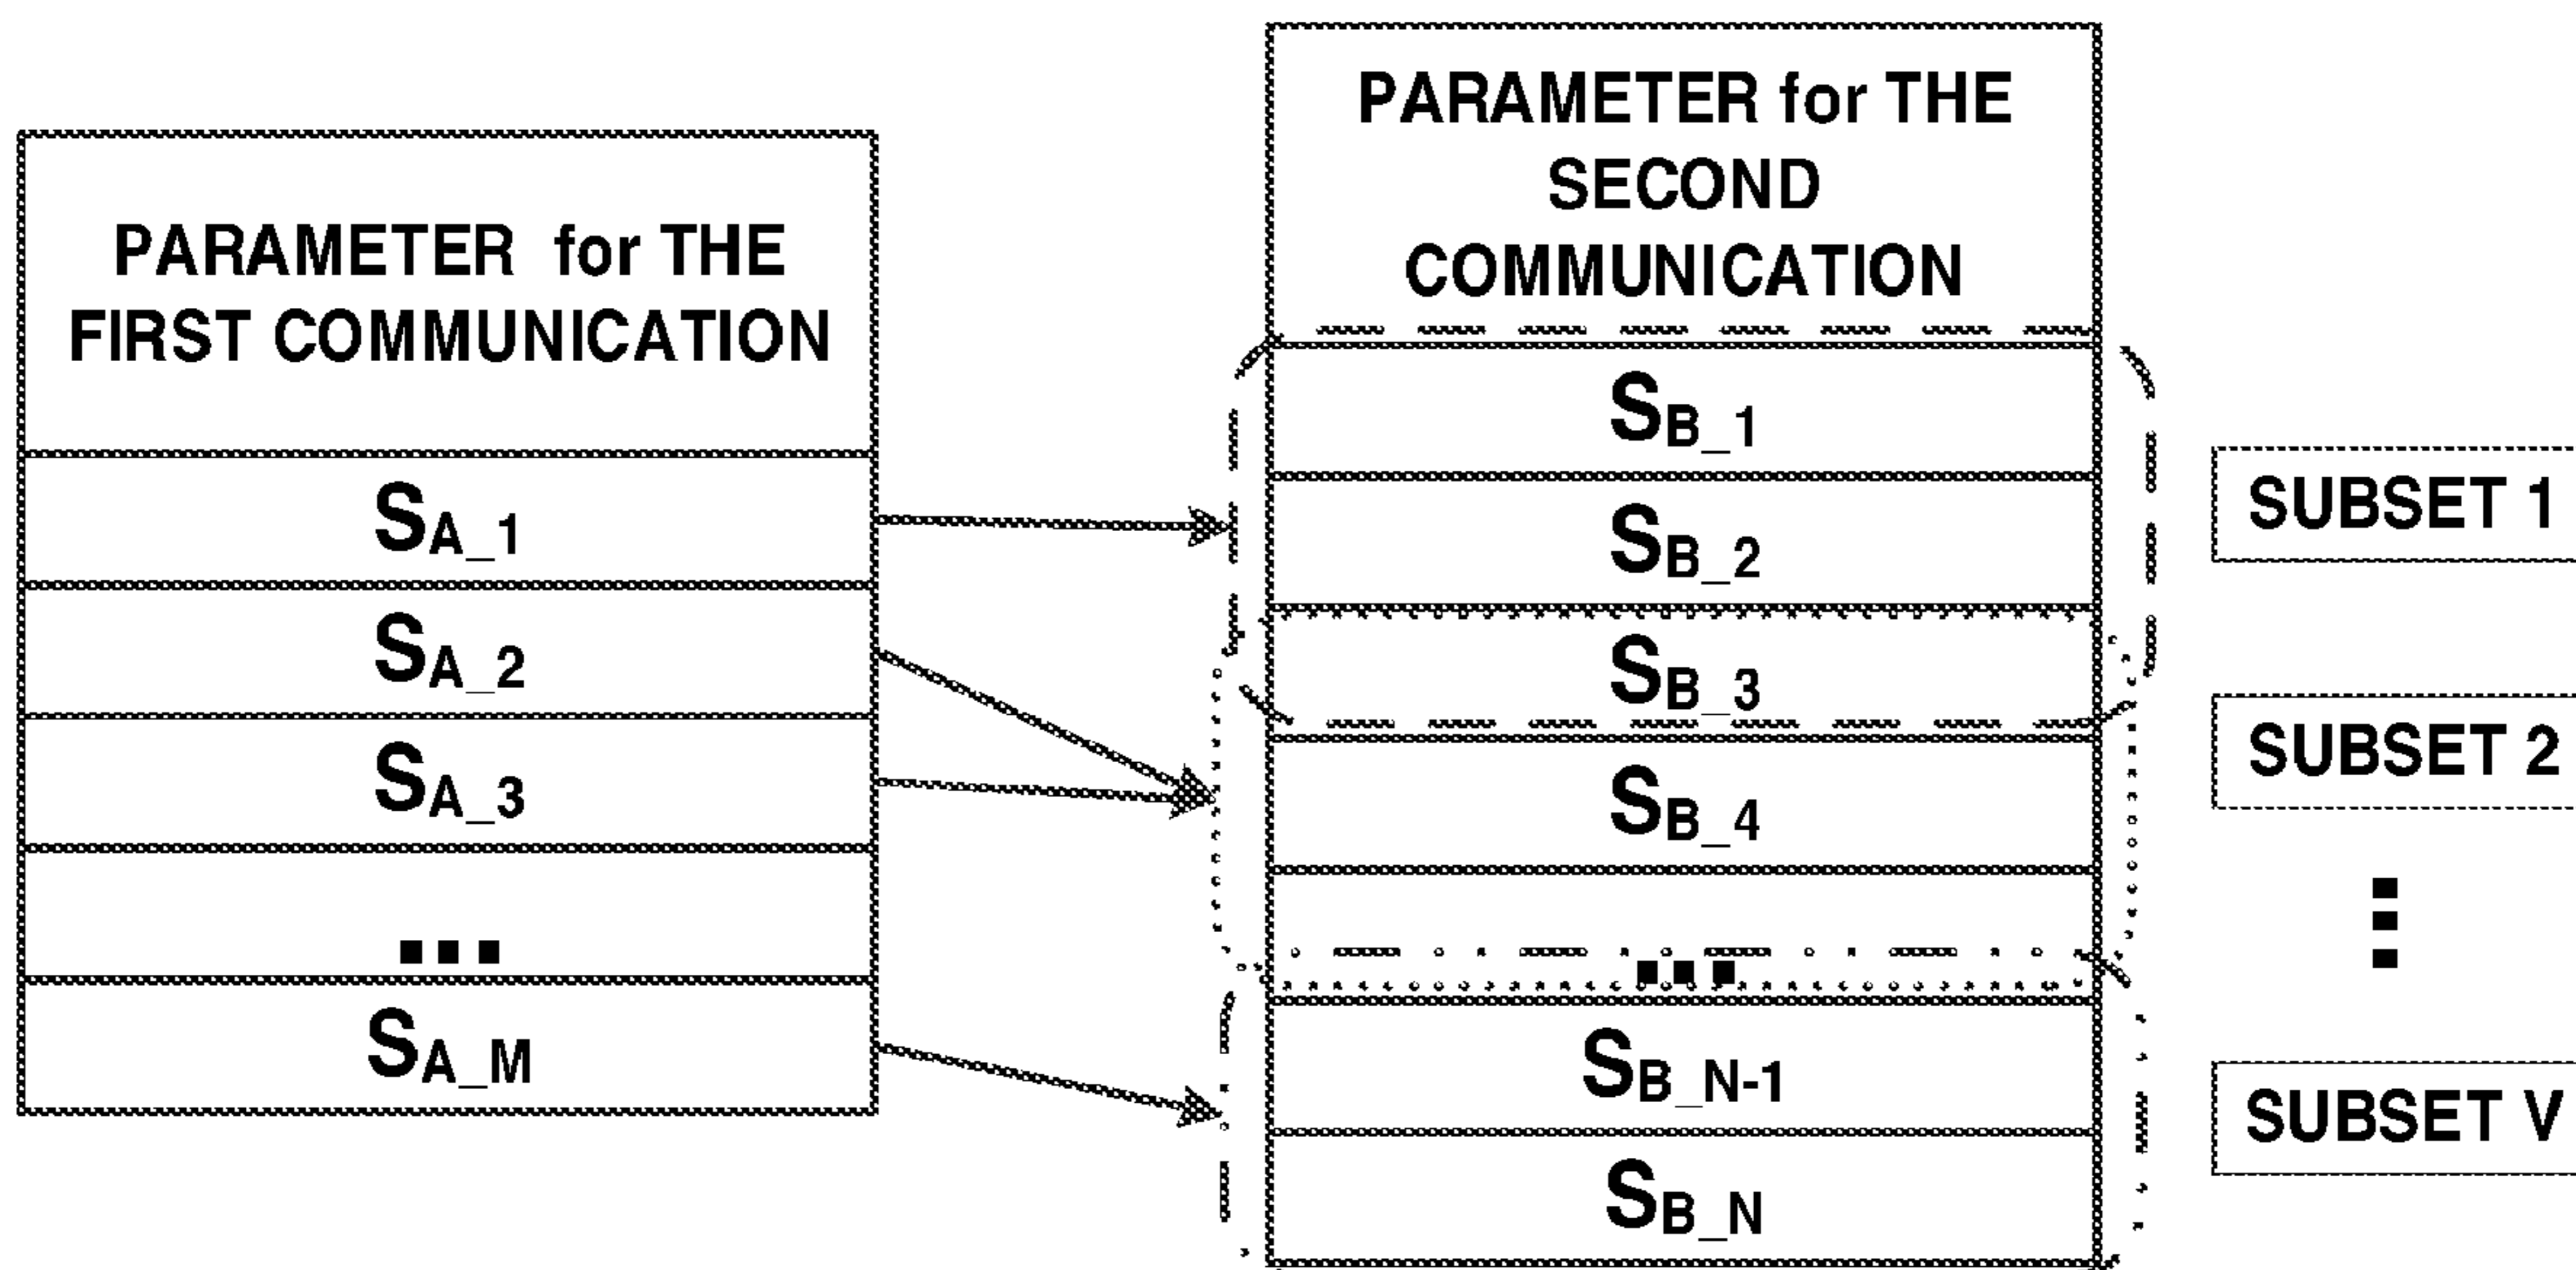 PARAMETER for THE
FIRST COMMUNICATION
SA_1
SA_2
SA_3
...
SA_M
PARAMETER for THE
SECOND
COMMUNICATION
SB_1
SB_2
SB_3
SB_4
...
SB_N-1
SB_N
SUBSET 1
SUBSET 2
⋮
SUBSET V